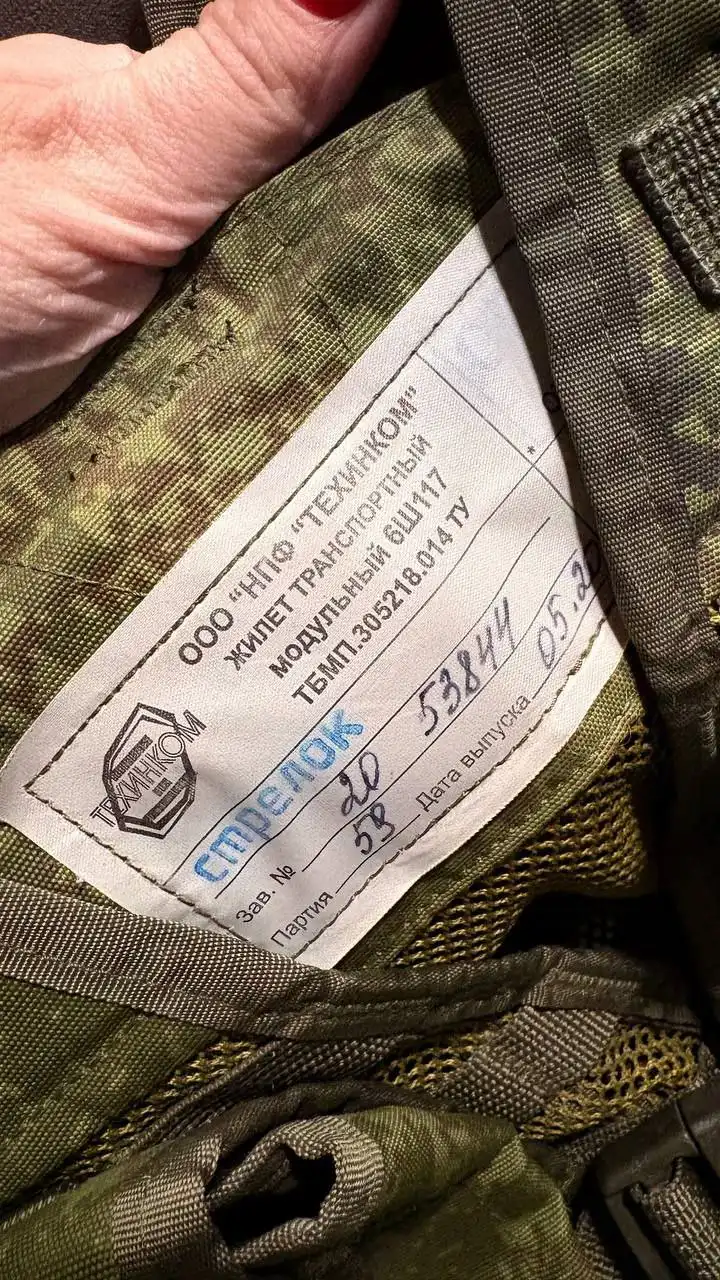 ООО "НПФ "ТЕХИНКОМ"
ЖИЛЕТ ТРАНСПОРТНЫЙ
МОДУЛЬНЫЙ 6Ш117
ТБМП.305218.014 ТУ
ТЕХИНКОМ
стрелок
Зав. № 20 53844
Партия 59 Дата выпуска 05.20
*